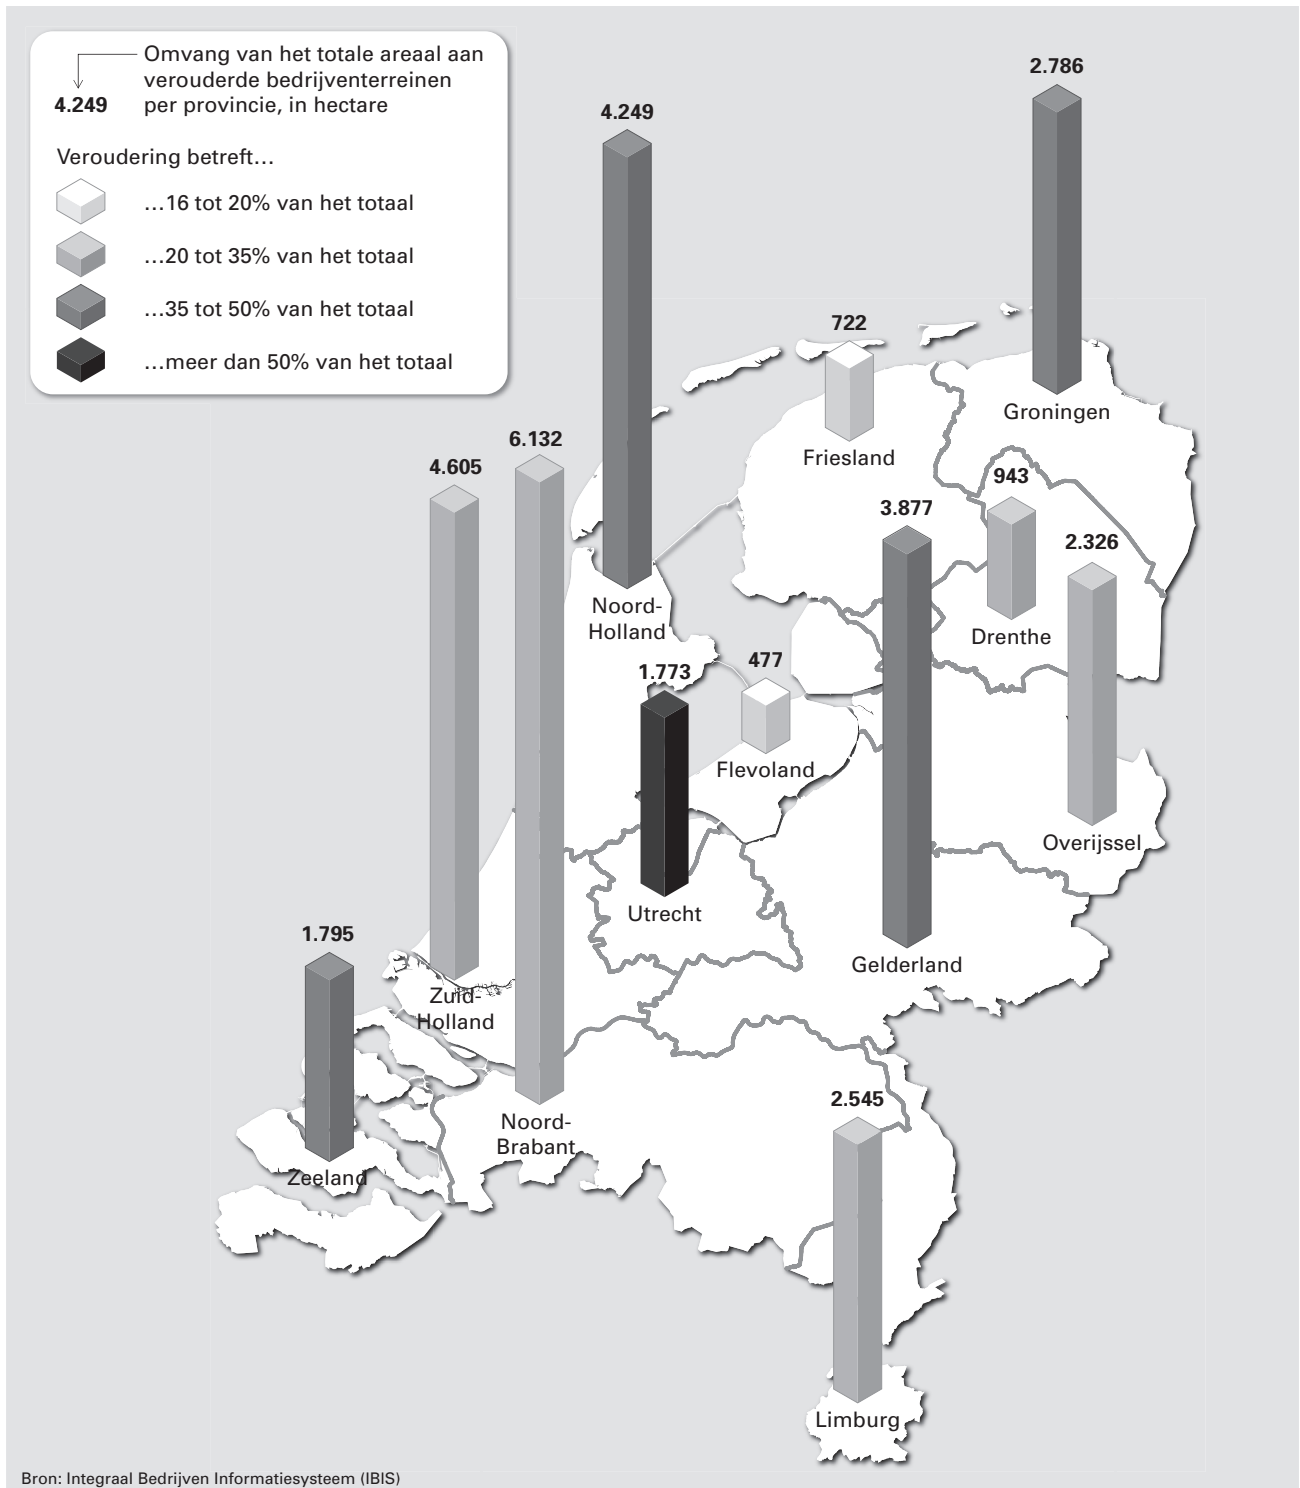 Omvang van het totale areaal aan
verouderde bedrijventerreinen
4.249 per provincie, in hectare
Veroudering betreft...
...16 tot 20% van het totaal
...20 tot 35% van het totaal
...35 tot 50% van het totaal
...meer dan 50% van het totaal
2.786
4.249
722
Groningen
6.132
Friesland
4.605
943
3.877
2.326
Noord-
Holland
Drenthe
477
1.773
Flevoland
Overijssel
Utrecht
1.795
Gelderland
Zuid-
Holland
2.545
Noord-
Brabant
Zeeland
Limburg
Bron: Integraal Bedrijven Informatiesysteem (IBIS)